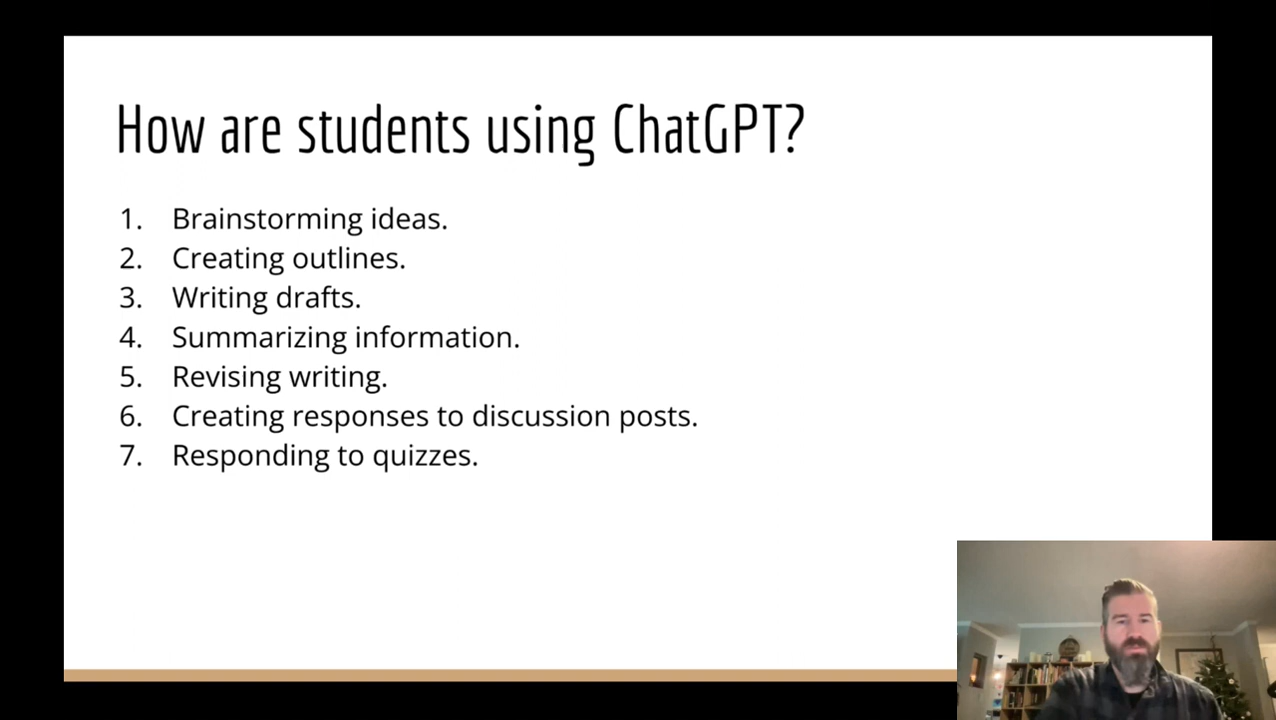 How are students using ChatGPT?
1. Brainstorming ideas.
2. Creating outlines.
3. Writing drafts.
4. Summarizing information.
5. Revising writing.
6. Creating responses to discussion posts.
7. Responding to quizzes.